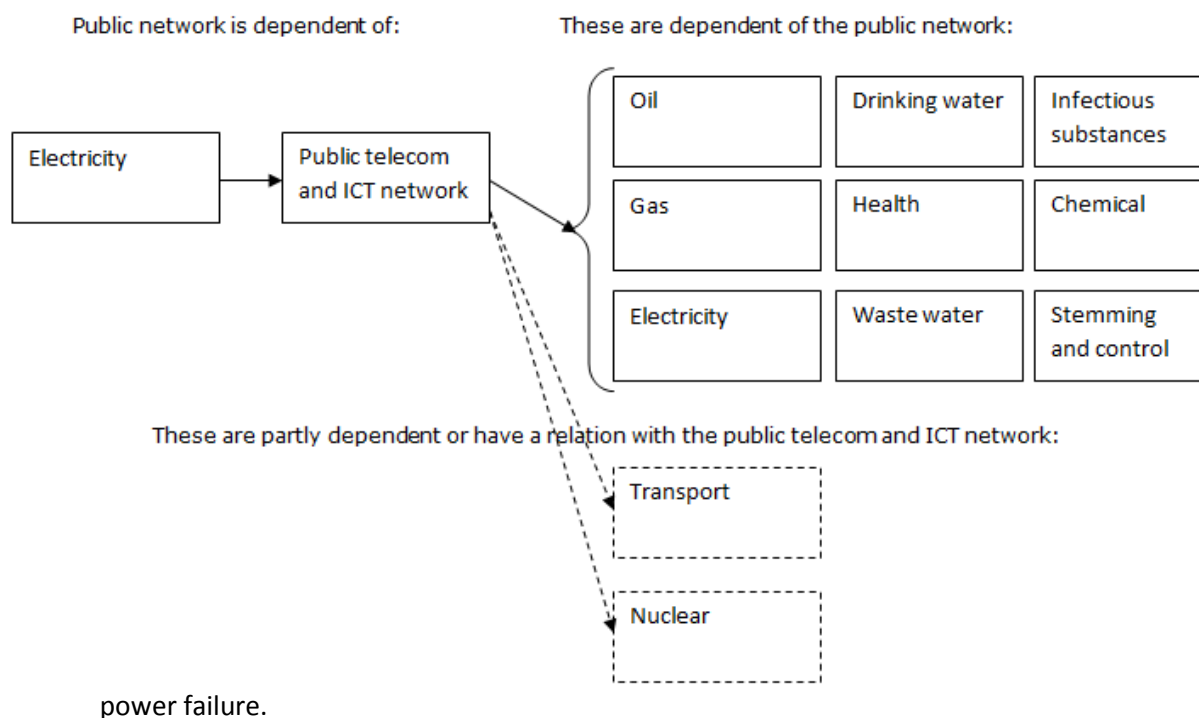 Public network is dependent of:
These are dependent of the public network:
Electricity
Public telecom
and ICT network
Oil
Drinking water
Infectious
substances
Gas
Health
Chemical
Electricity
Waste water
Stemming
and control
These are partly dependent or have a relation with the public telecom and ICT network:
Transport
Nuclear
power failure.